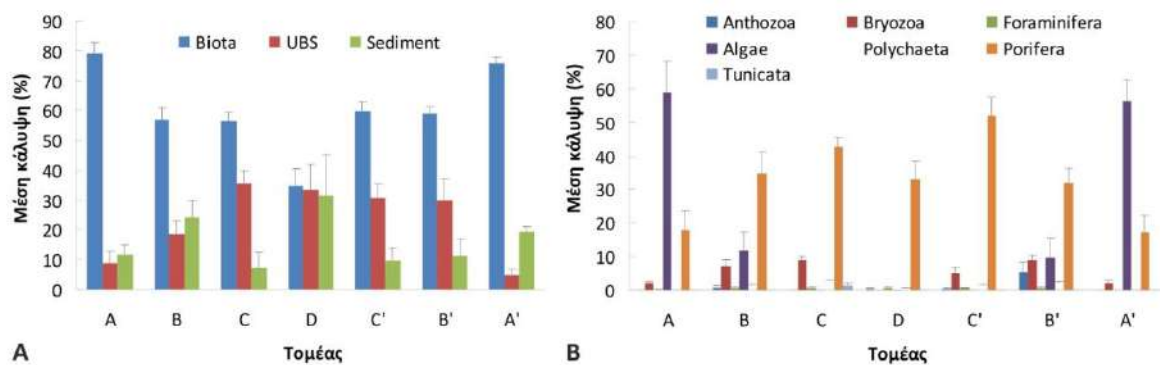 90
80
70
60
50
40
30
20
10
0
Μέση κάλυψη (%)
Biota UBS Sediment
A B C D C' B' A'
Τομέας
A
80
70
60
50
40
30
20
10
0
Μέση κάλυψη (%)
Anthozoa Bryozoa Foraminifera
Algae Polychaeta Porifera
Tunicata
A B C D C' B' A'
Τομέας
B